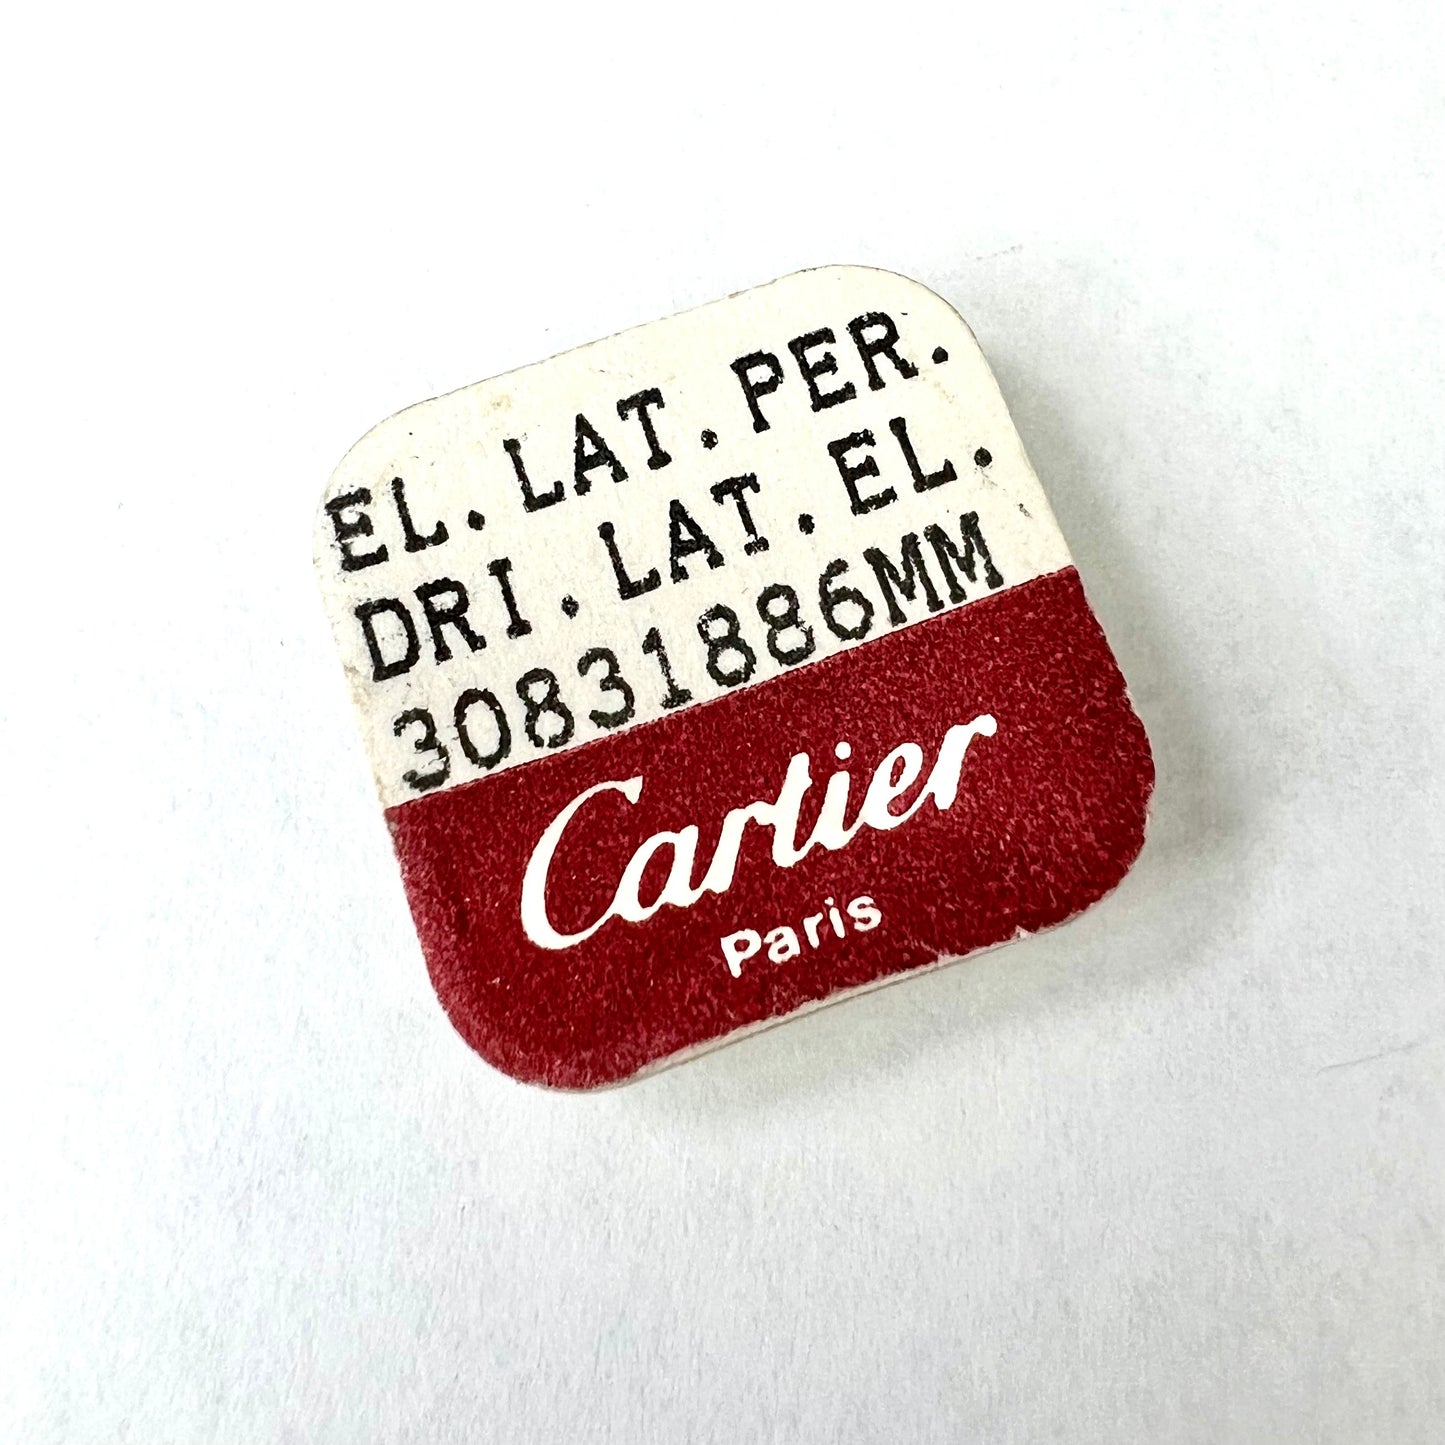 EL.LAT.PER.
DRI.LAT.EL.
30831886MM
Cartier
Paris